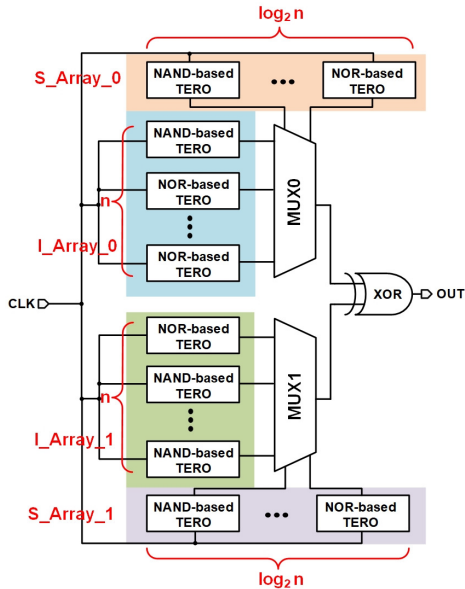 log₂ n
S_Array_0
NAND-based
TERO
•••
NOR-based
TERO
NAND-based
TERO
NOR-based
TERO
n
I_Array_0
NOR-based
TERO
MUX0
CLK
XOR
OUT
NOR-based
TERO
NAND-based
TERO
n
I_Array_1
NAND-based
TERO
MUX1
S_Array_1
NAND-based
TERO
•••
NOR-based
TERO
log₂ n